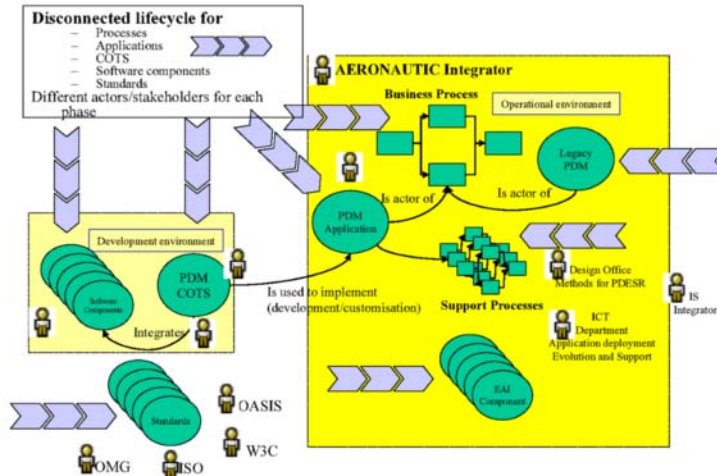 Disconnected lifecycle for
– Processes
– Applications
– COTS
– Software components
– Standards
Different actors/stakeholders for each
phase
AERONAUTIC Integrator
Business Process
Operational environment
Legacy
PDM
Is actor of
Is actor of
PDM
Application
Development environment
Software
Components
PDM
COTS
Integrates
Is used to implement
(development/customisation)
Support Processes
Design Office
Methods for PDESR
IS
Integrator
ICT
Department
Application deployment
Evolution and Support
EAI
Component
Standards
OASIS
W3C
OMG
ISO